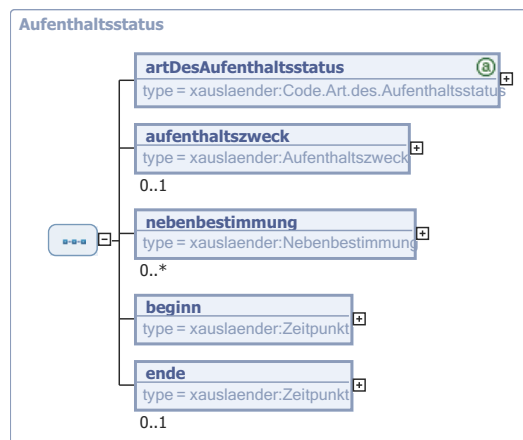 Aufenthaltsstatus
artDesAufenthaltsstatus a
type = xauslaender:Code.Art.des.Aufenthaltsstatus
aufenthaltszweck
type = xauslaender:Aufenthaltszweck
0..1
nebenbestimmung
type = xauslaender:Nebenbestimmung
0..*
beginn
type = xauslaender:Zeitpunkt
ende
type = xauslaender:Zeitpunkt
0..1